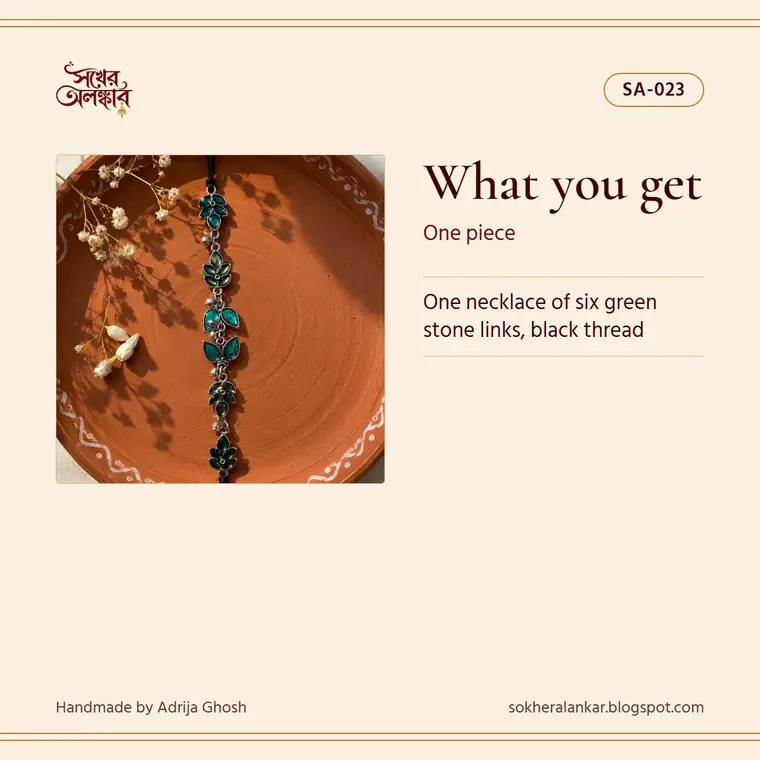 সখের
অলঙ্কার
SA-023
What you get
One piece
One necklace of six green
stone links, black thread
Handmade by Adrija Ghosh
sokheralankar.blogspot.com